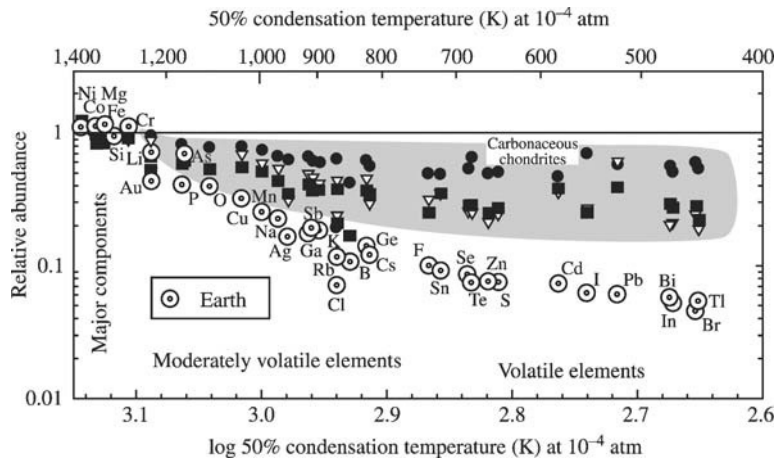 50% condensation temperature (K) at 10⁻⁴ atm
1,400 1,200 1,000 900 800 700 600 500 400
Ni Mg
Co Fe Cr
Si Li As
Carbonaceous
chondrites
Au P O Mn
Cu Na Sb
Ag Ga K Ge
Rb B Cs
Cl
F Se Zn
Sn Te S
Cd I Pb Bi Tl
In Br
Relative abundance
1
0.1
0.01
Major components
Earth
Moderately volatile elements
Volatile elements
3.1 3.0 2.9 2.8 2.7 2.6
log 50% condensation temperature (K) at 10⁻⁴ atm